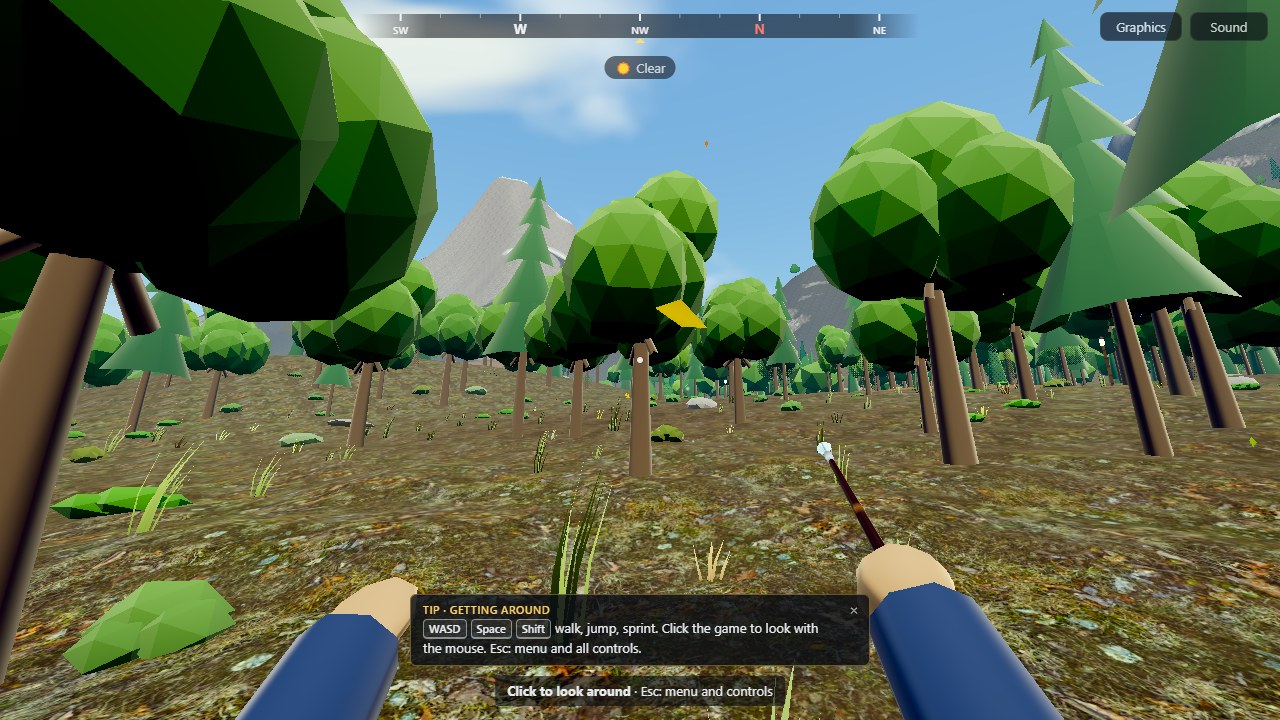 SW W NW N NE
Graphics Sound
Clear
TIP · GETTING AROUND ×
WASD Space Shift walk, jump, sprint. Click the game to look with
the mouse. Esc: menu and all controls.
Click to look around · Esc: menu and controls